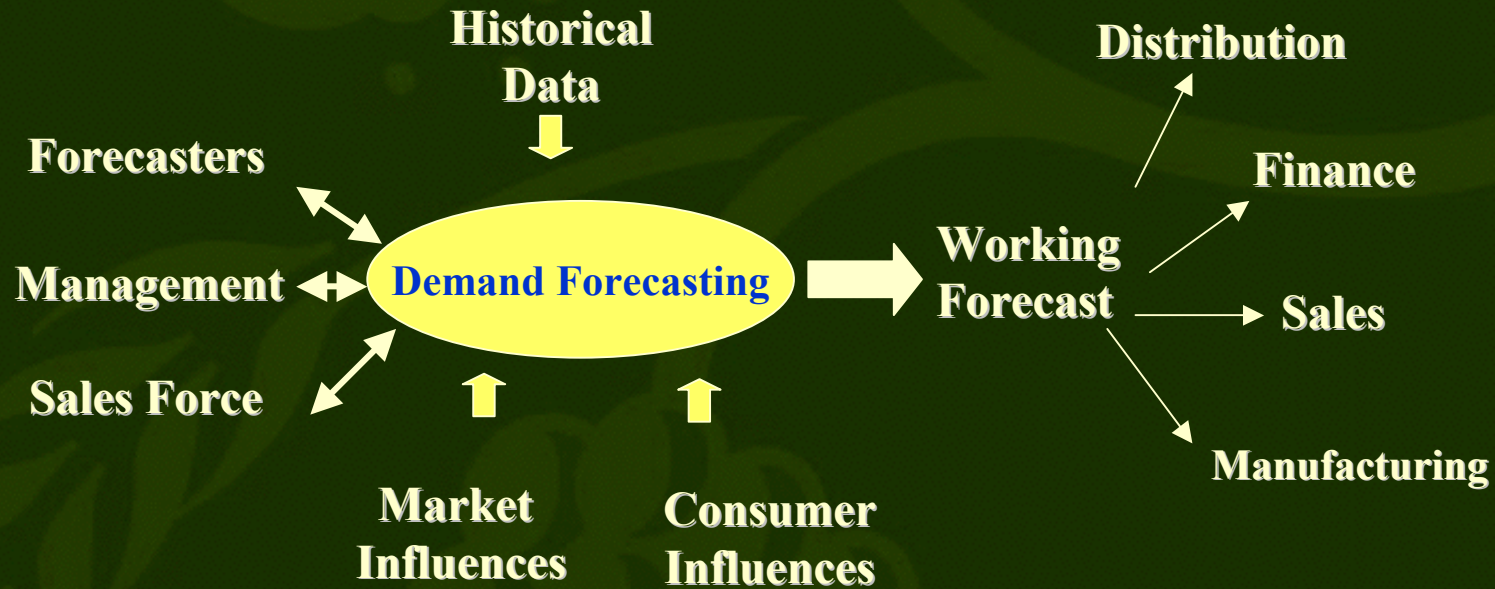 Historical
Data
Distribution
Forecasters
Finance
Management
Demand Forecasting
Working
Forecast
Sales
Sales Force
Manufacturing
Market
Influences
Consumer
Influences